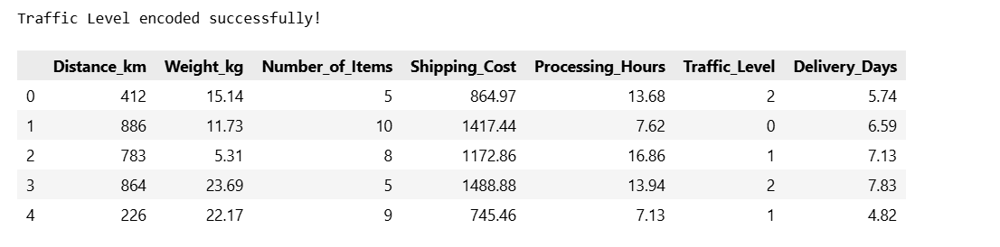 Traffic Level encoded successfully!
Distance_km Weight_kg Number_of_Items Shipping_Cost Processing_Hours Traffic_Level Delivery_Days
0 412 15.14 5 864.97 13.68 2 5.74
1 886 11.73 10 1417.44 7.62 0 6.59
2 783 5.31 8 1172.86 16.86 1 7.13
3 864 23.69 5 1488.88 13.94 2 7.83
4 226 22.17 9 745.46 7.13 1 4.82